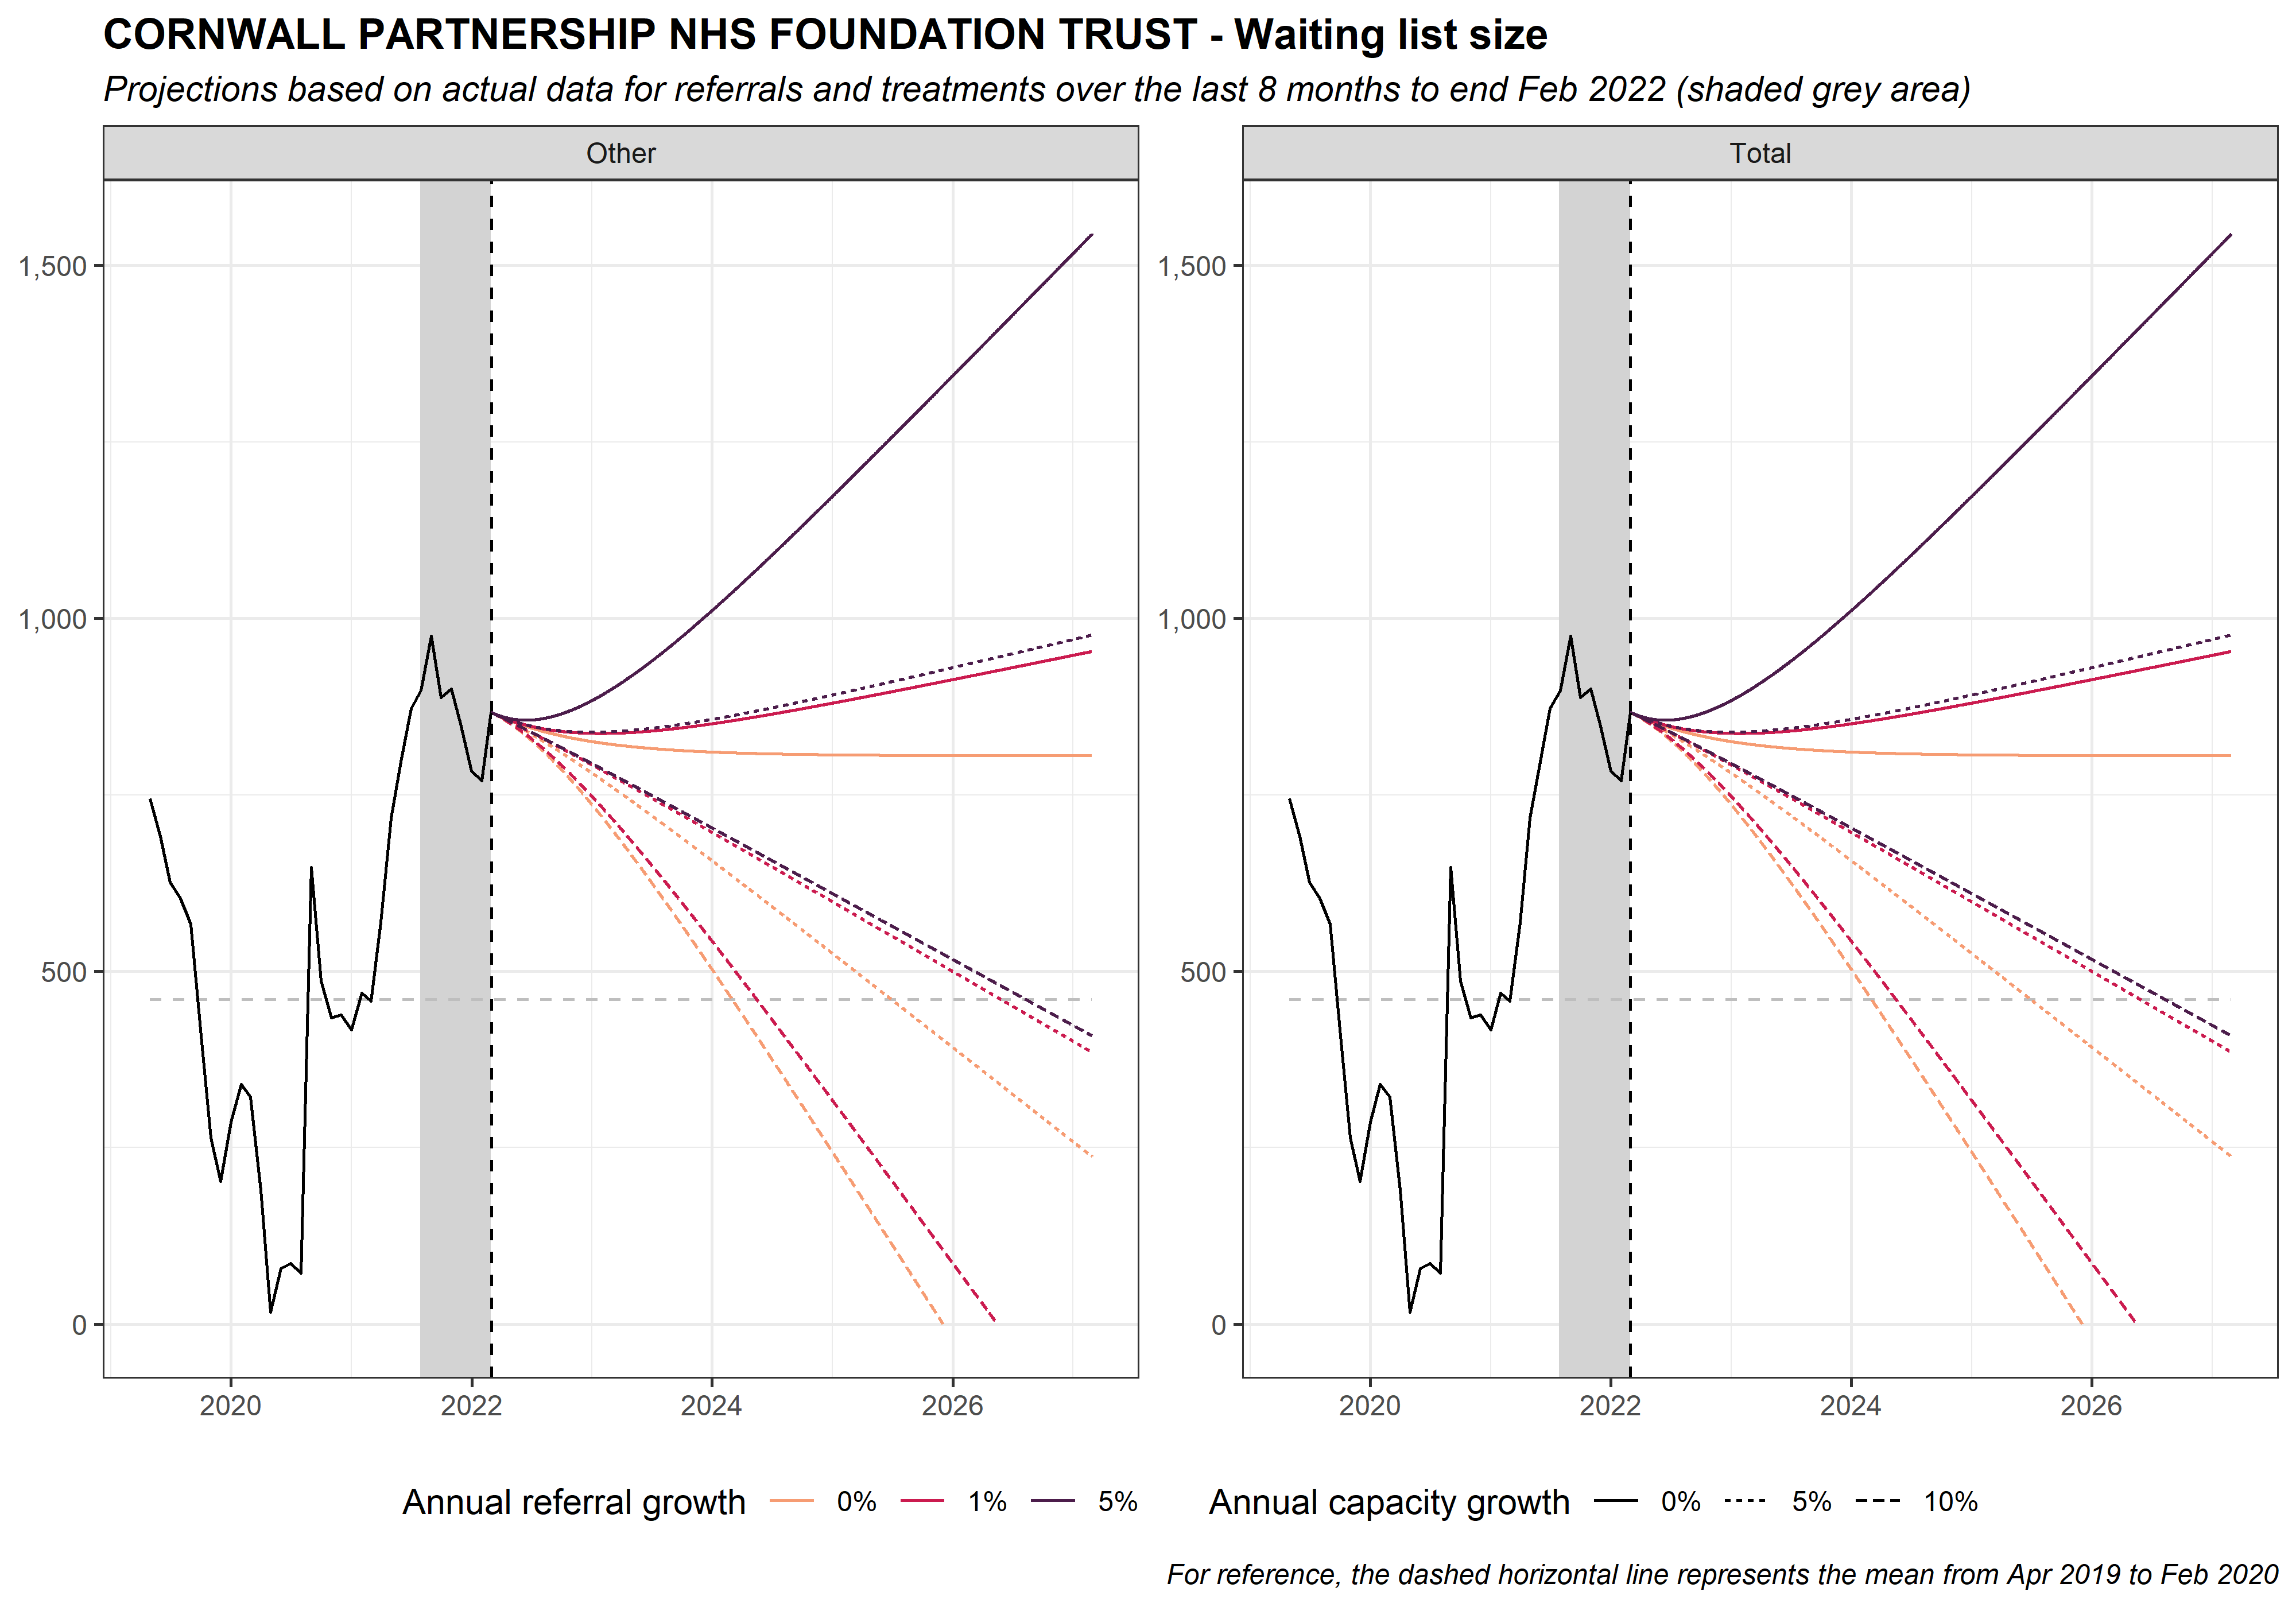 CORNWALL PARTNERSHIP NHS FOUNDATION TRUST - Waiting list size
Projections based on actual data for referrals and treatments over the last 8 months to end Feb 2022 (shaded grey area)
Other
Total
1,500
1,000
500
0
1,500
1,000
500
0
2020 2022 2024 2026
2020 2022 2024 2026
Annual referral growth 0% 1% 5%
Annual capacity growth 0% 5% 10%
For reference, the dashed horizontal line represents the mean from Apr 2019 to Feb 2020